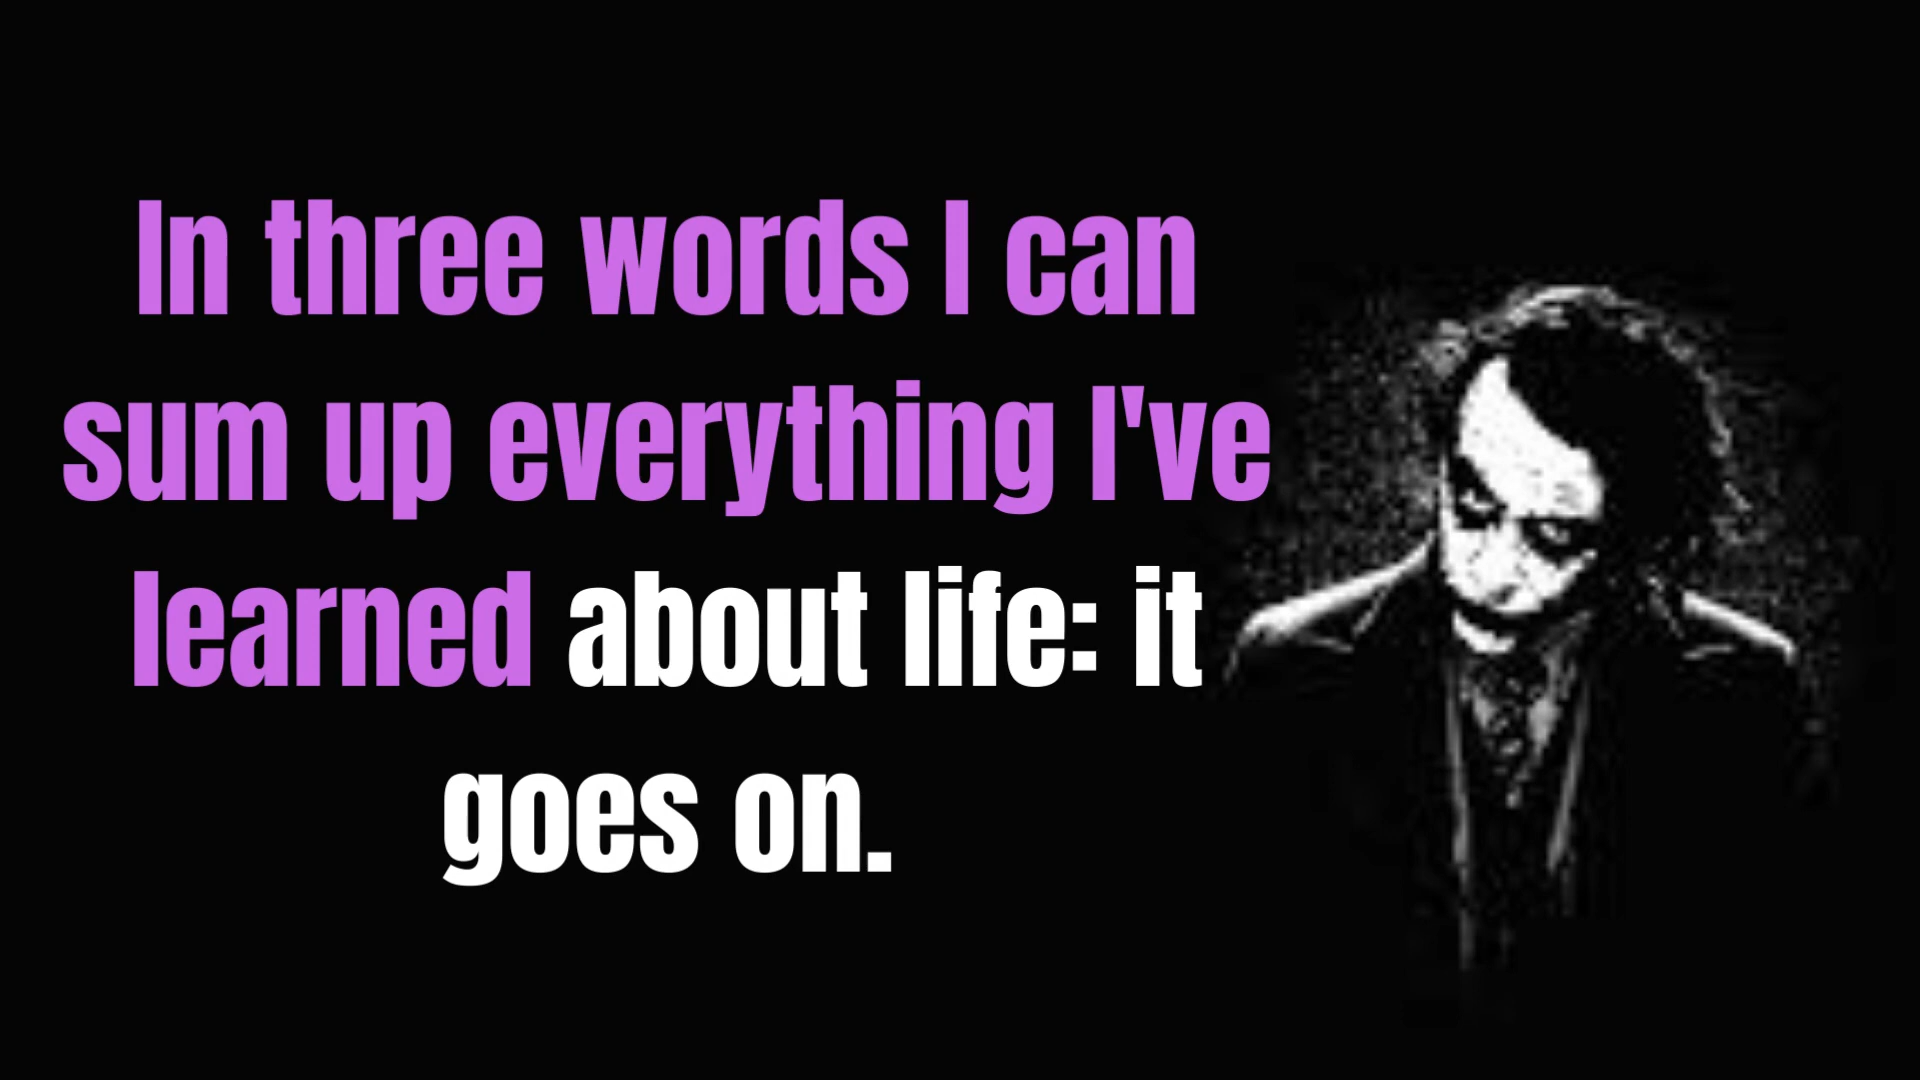 In three words I can
sum up everything I've
learned about life: it
goes on.